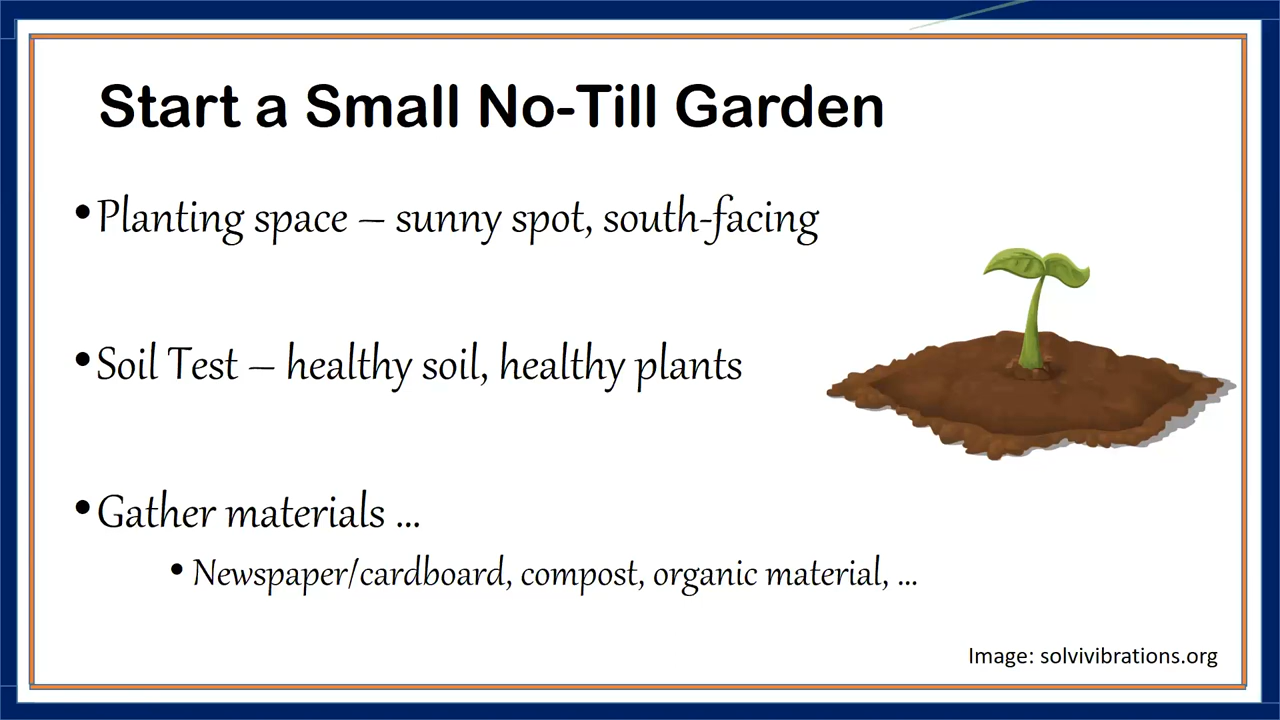 Start a Small No-Till Garden
•Planting space – sunny spot, south-facing
•Soil Test – healthy soil, healthy plants
•Gather materials ...
•Newspaper/cardboard, compost, organic material, ...
Image: solvivibrations.org